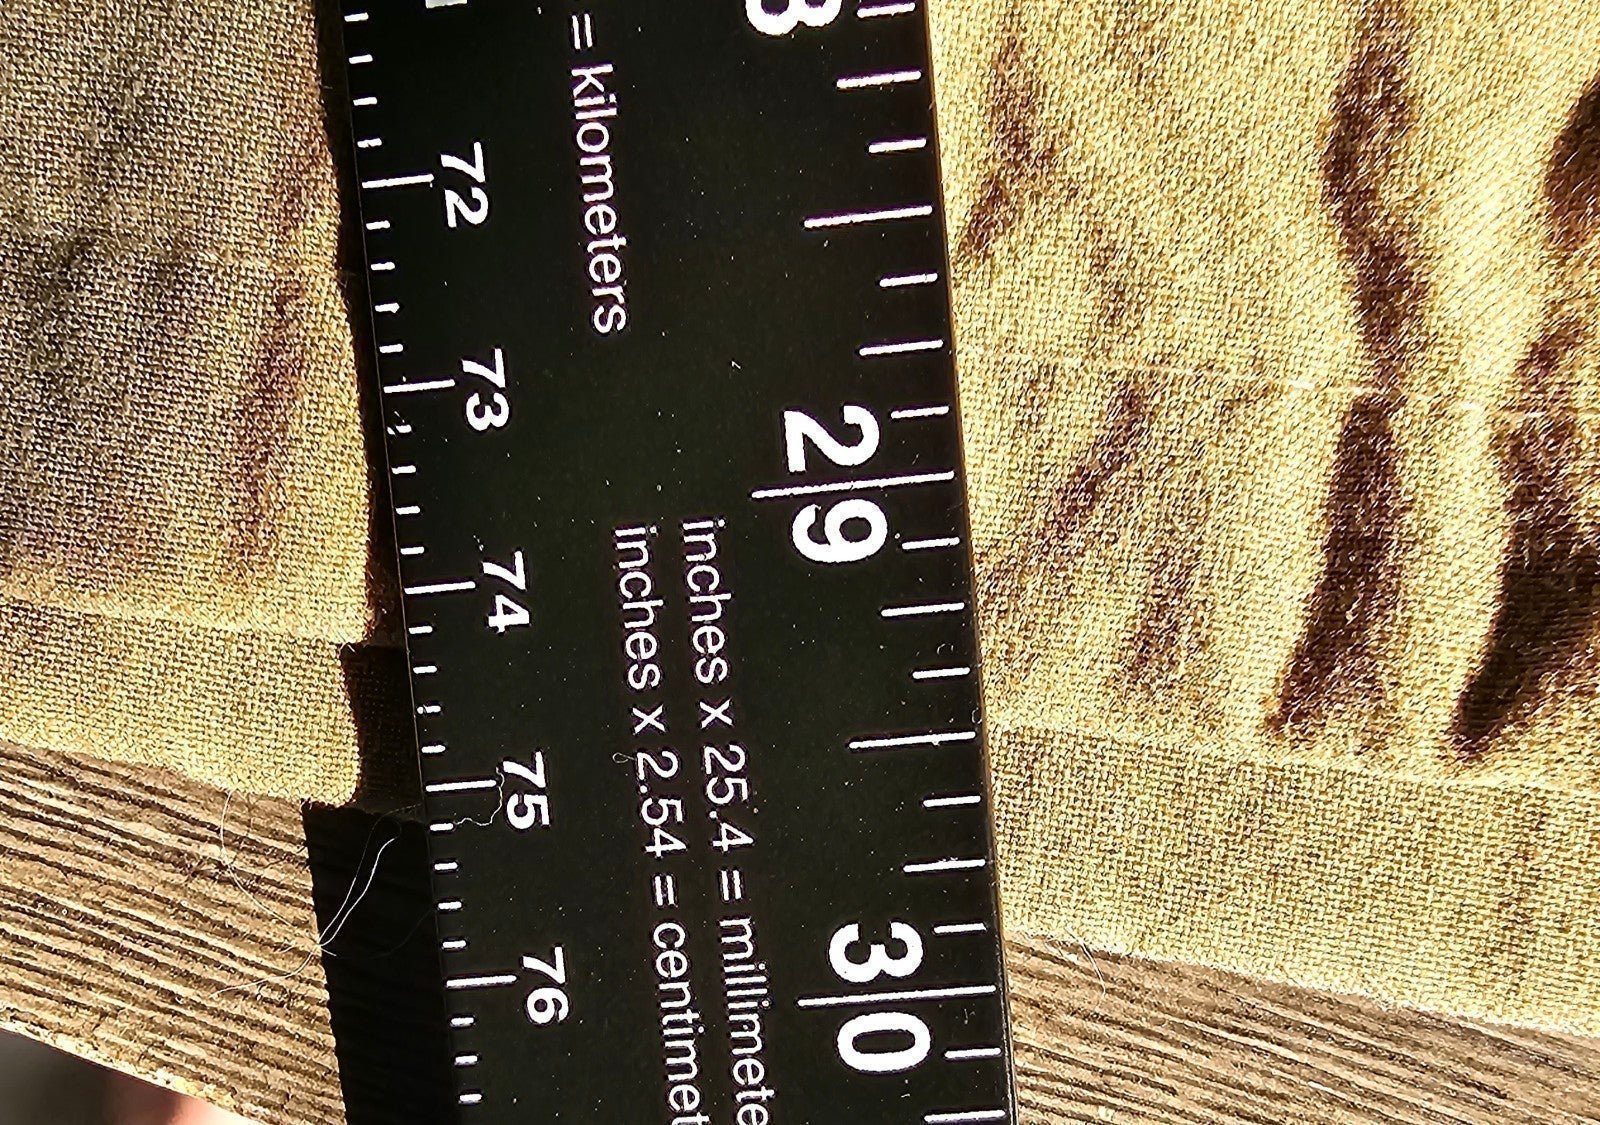 = kilometers
inches x 25.4 = millimete
inches x 2.54 = centimet
29
30
72
73
74
75
76